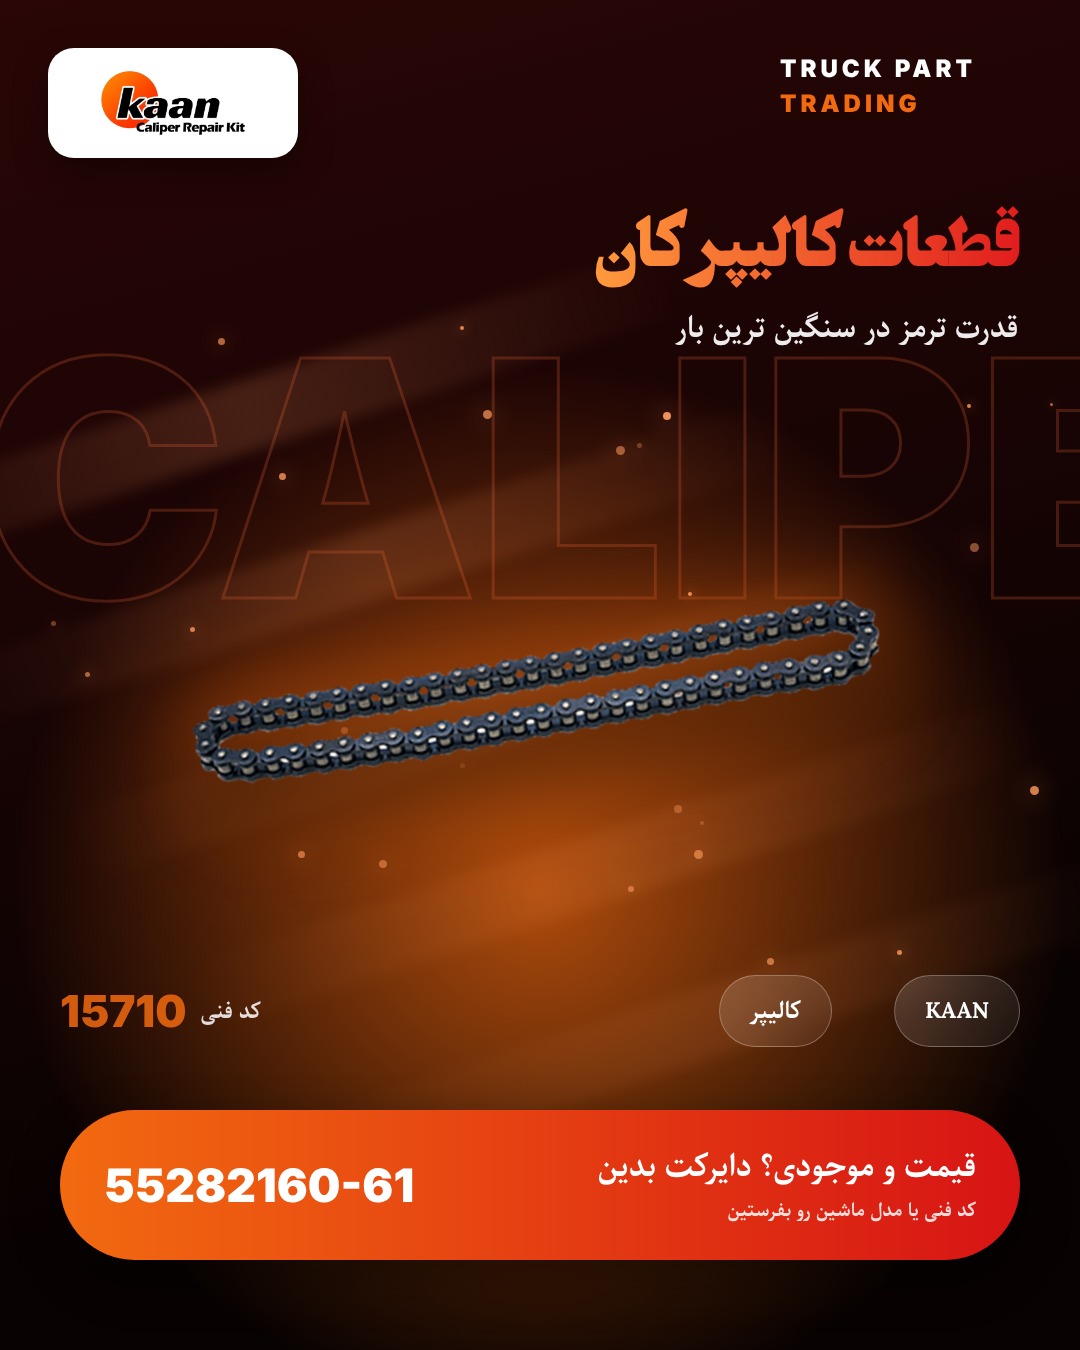 kaan
Caliper Repair Kit
TRUCK PART
TRADING
قطعات کالیپر کان
قدرت ترمز در سنگین ترین بار
CALIPE
KAAN
کالیپر
کد فنی 15710
قیمت و موجودی؟ دایرکت بدین
کد فنی یا مدل ماشین رو بفرستین
55282160-61